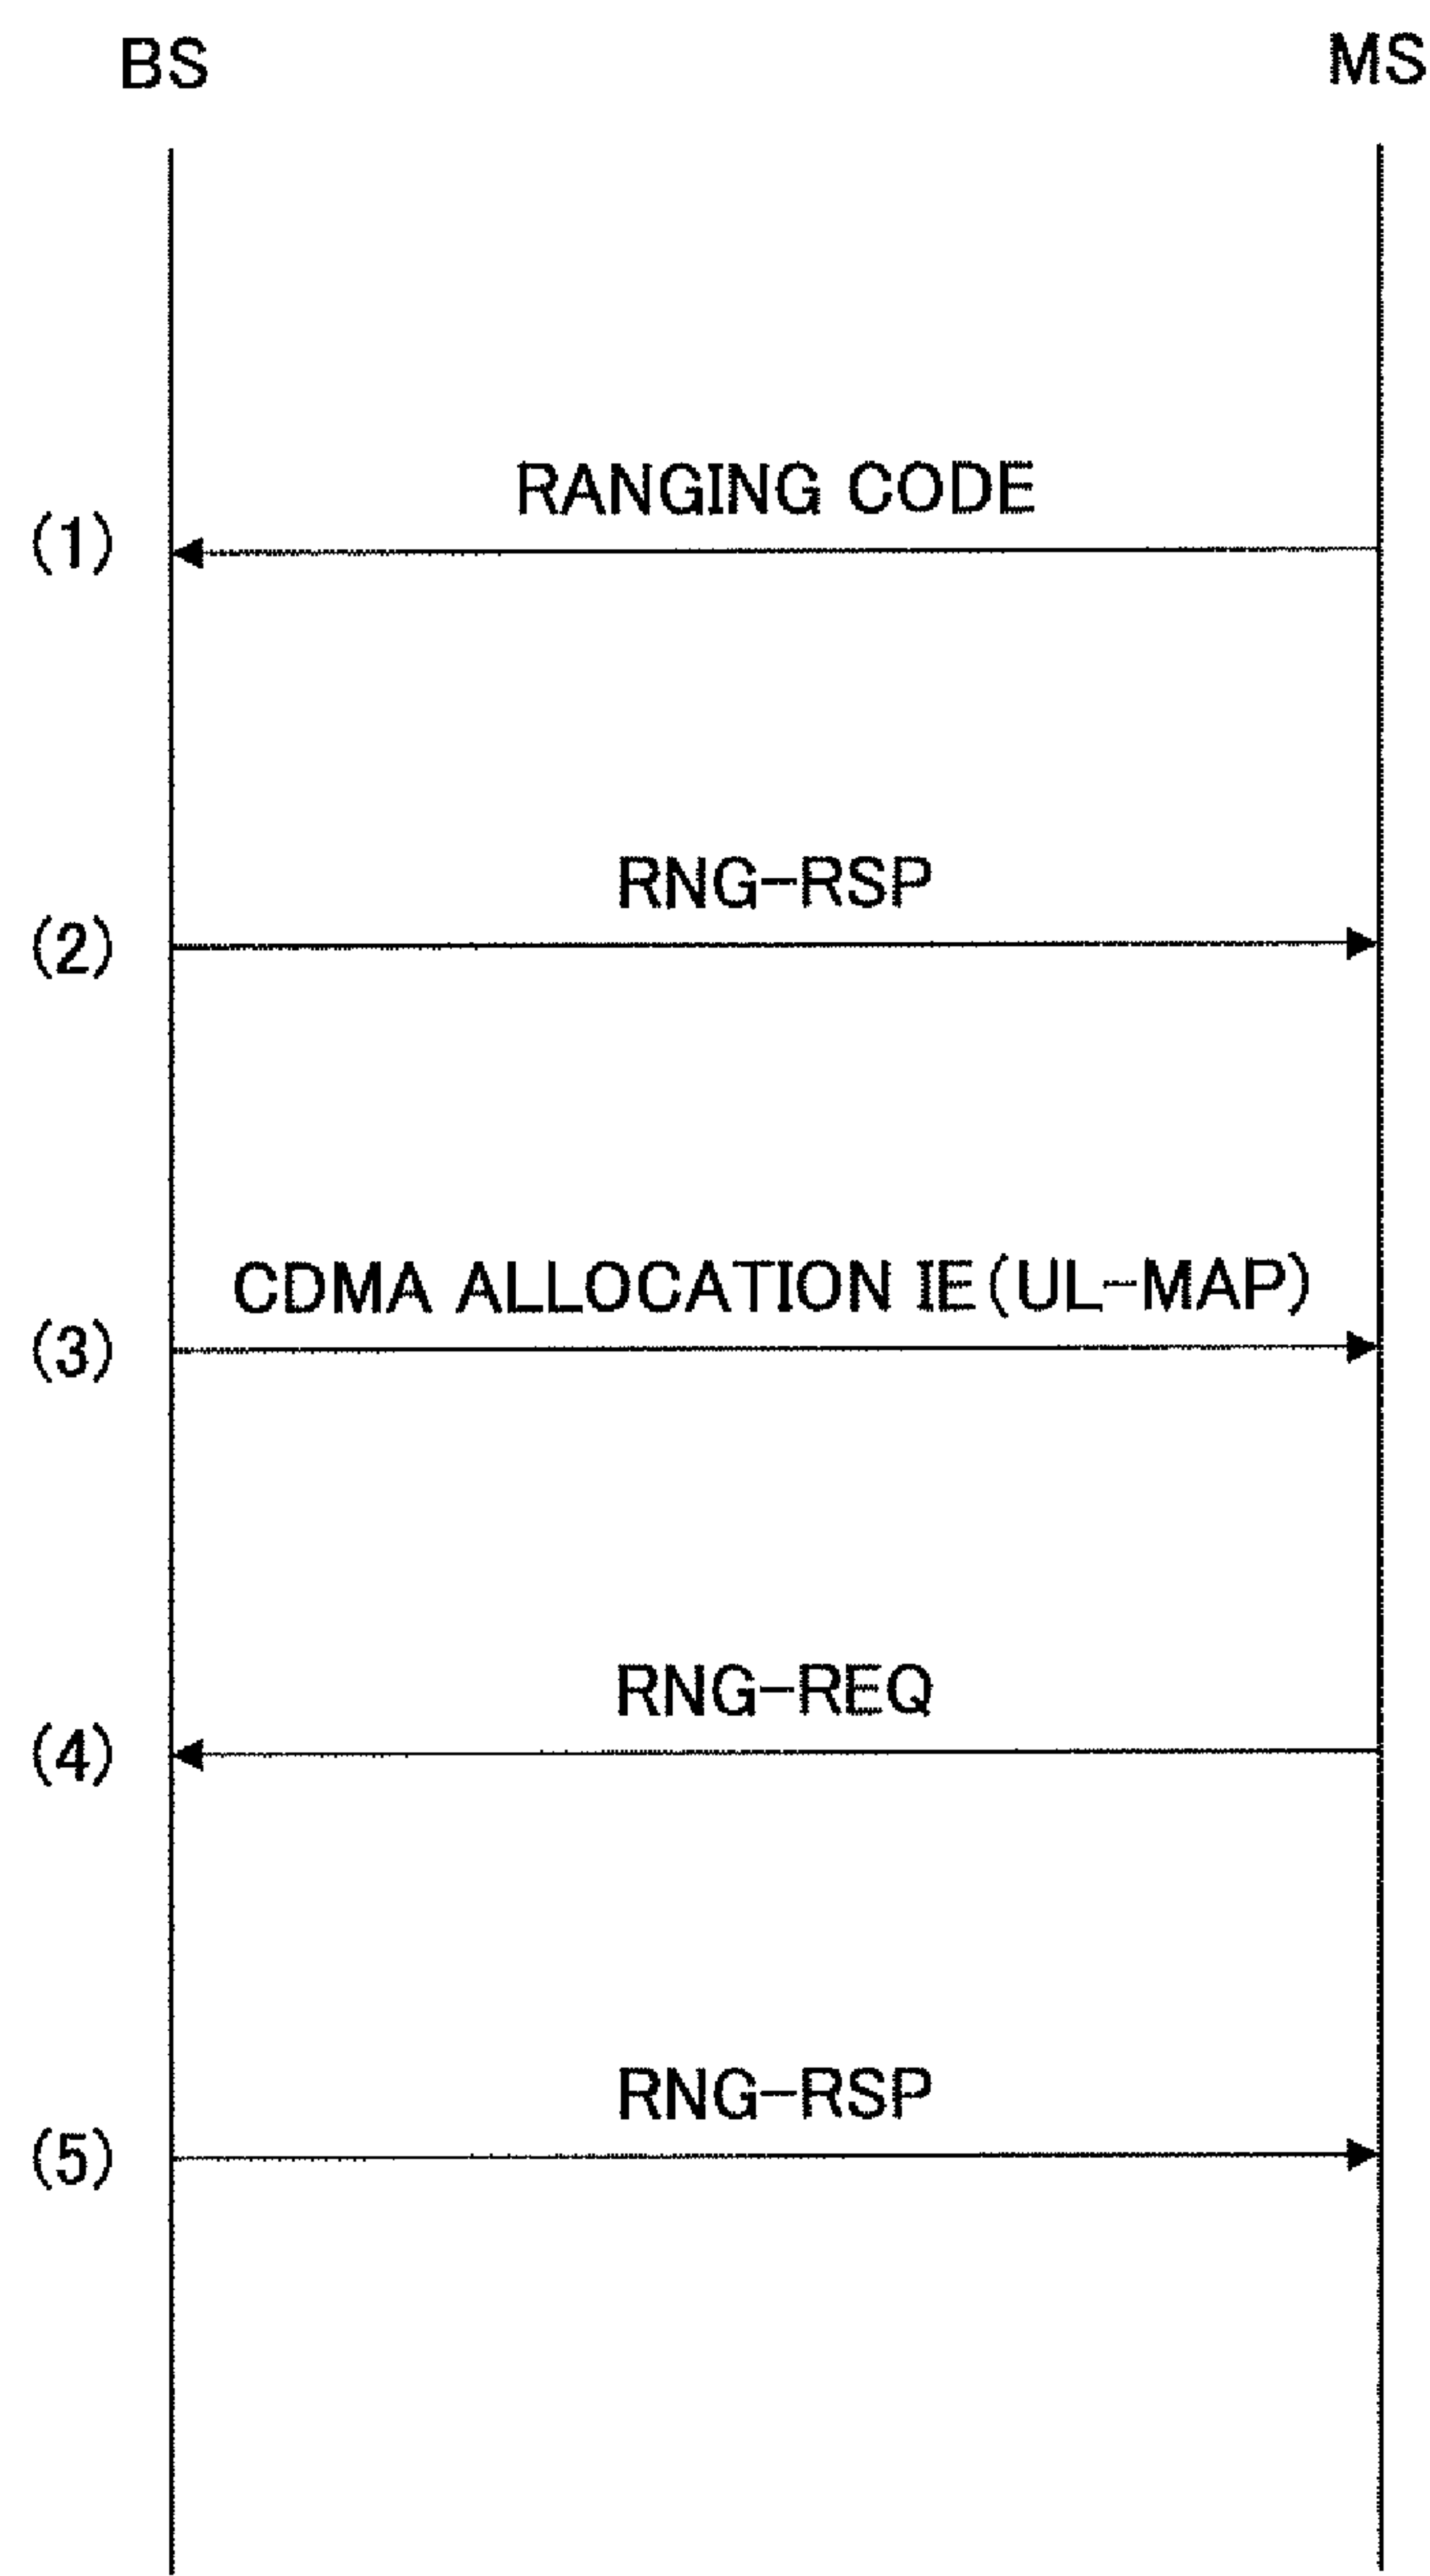 BS MS
RANGING CODE
(1)
RNG-RSP
(2)
CDMA ALLOCATION IE(UL-MAP)
(3)
RNG-REQ
(4)
RNG-RSP
(5)